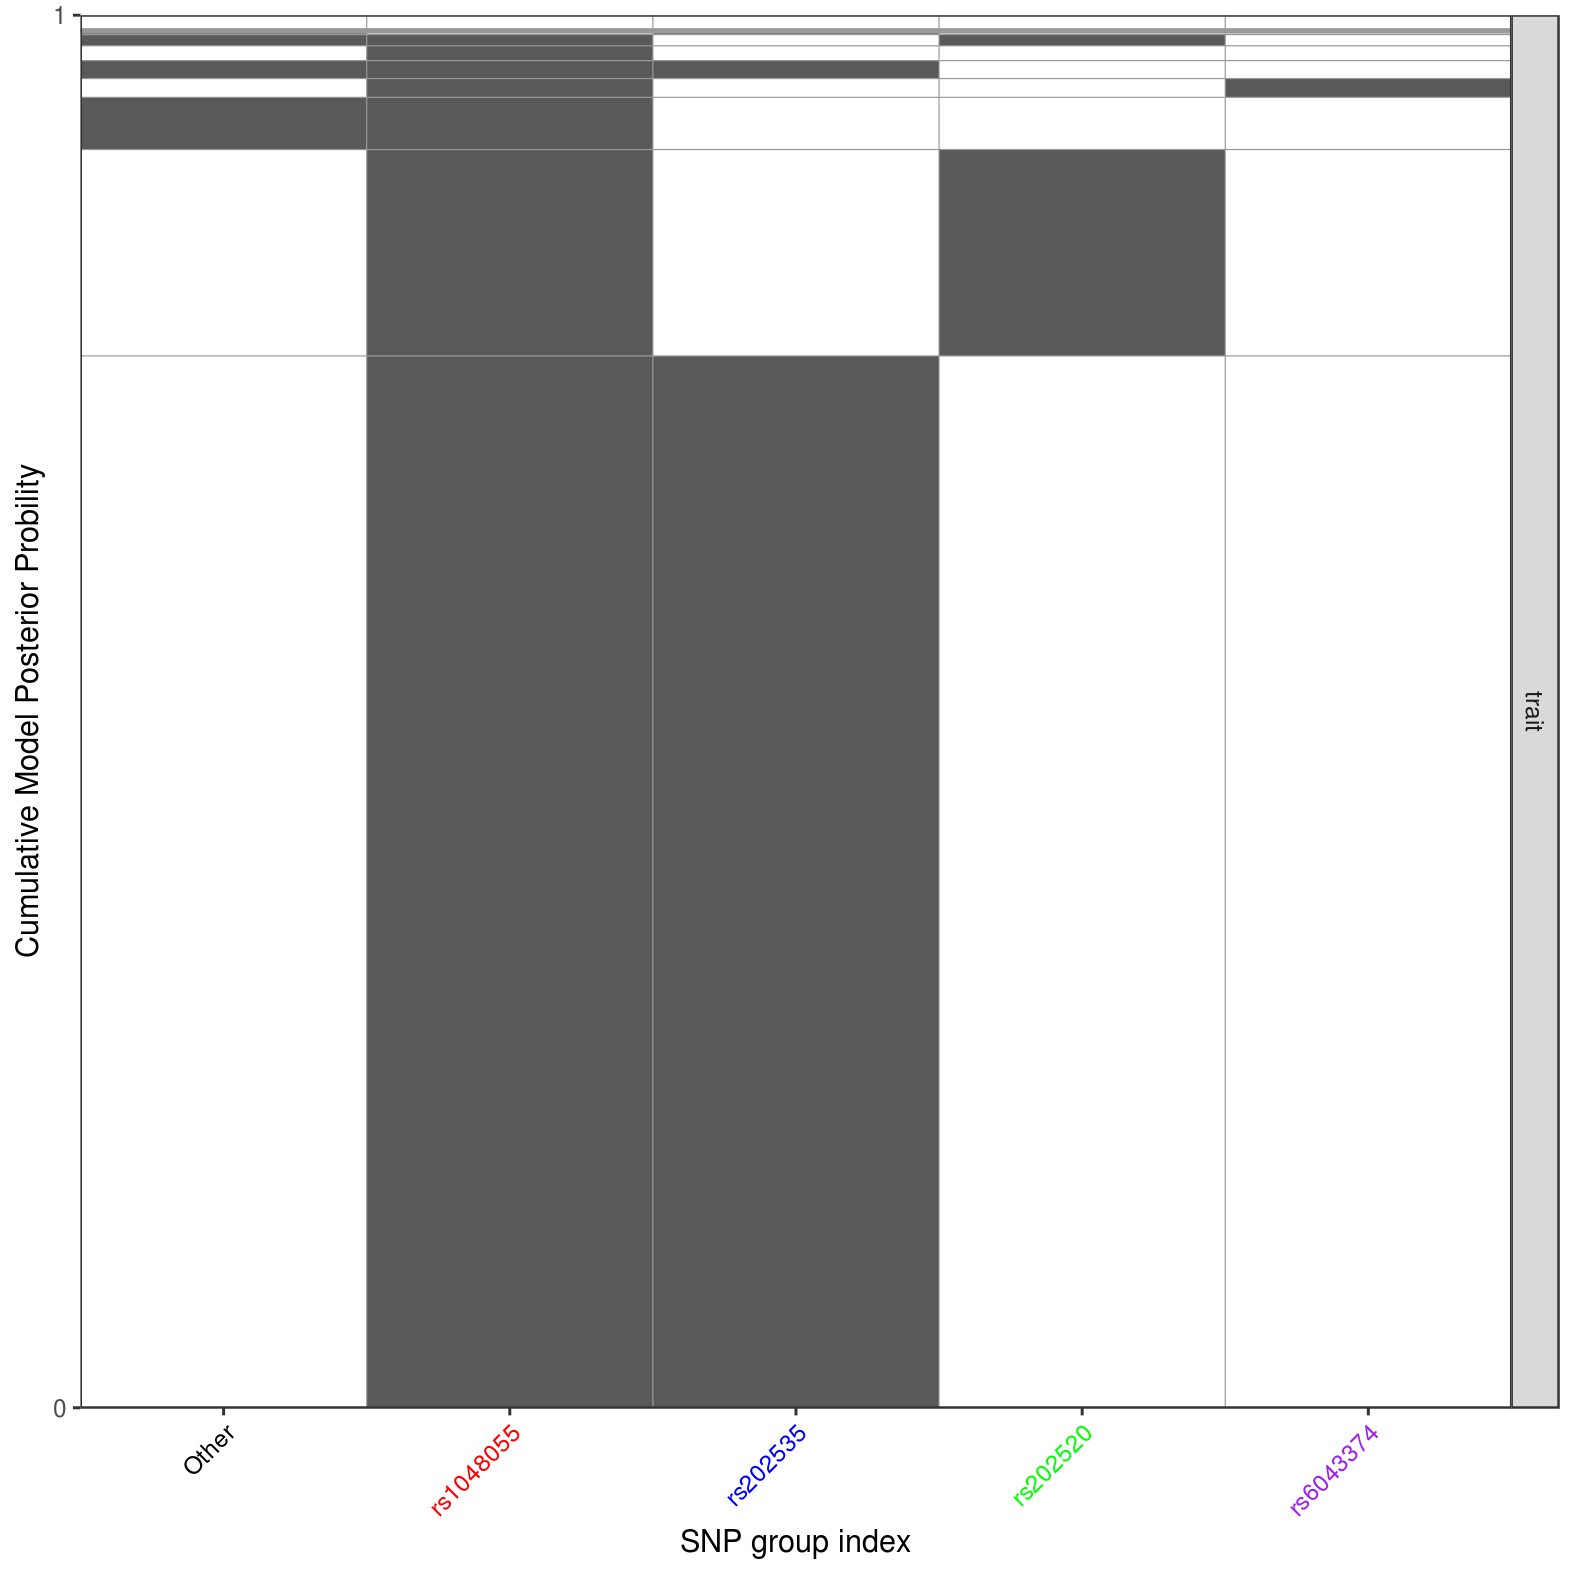 1
Cumulative Model Posterior Probility
trait
0
Other
rs1048055
rs202535
rs202520
rs6043374
SNP group index